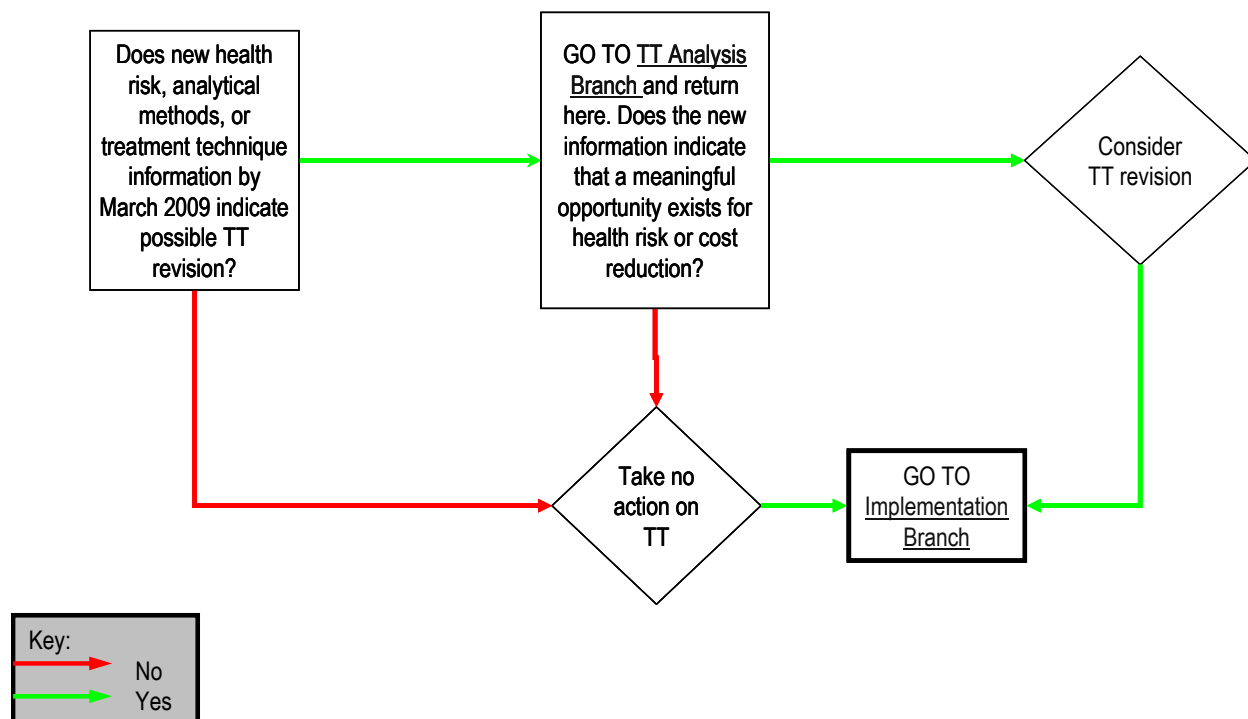 Does new health
risk, analytical
methods, or
treatment technique
information by
March 2009 indicate
possible TT
revision?
GO TO TT Analysis
Branch and return
here. Does the new
information indicate
that a meaningful
opportunity exists for
health risk or cost
reduction?
Consider
TT revision
Take no
action on
TT
GO TO
Implementation
Branch
Key:
No
Yes